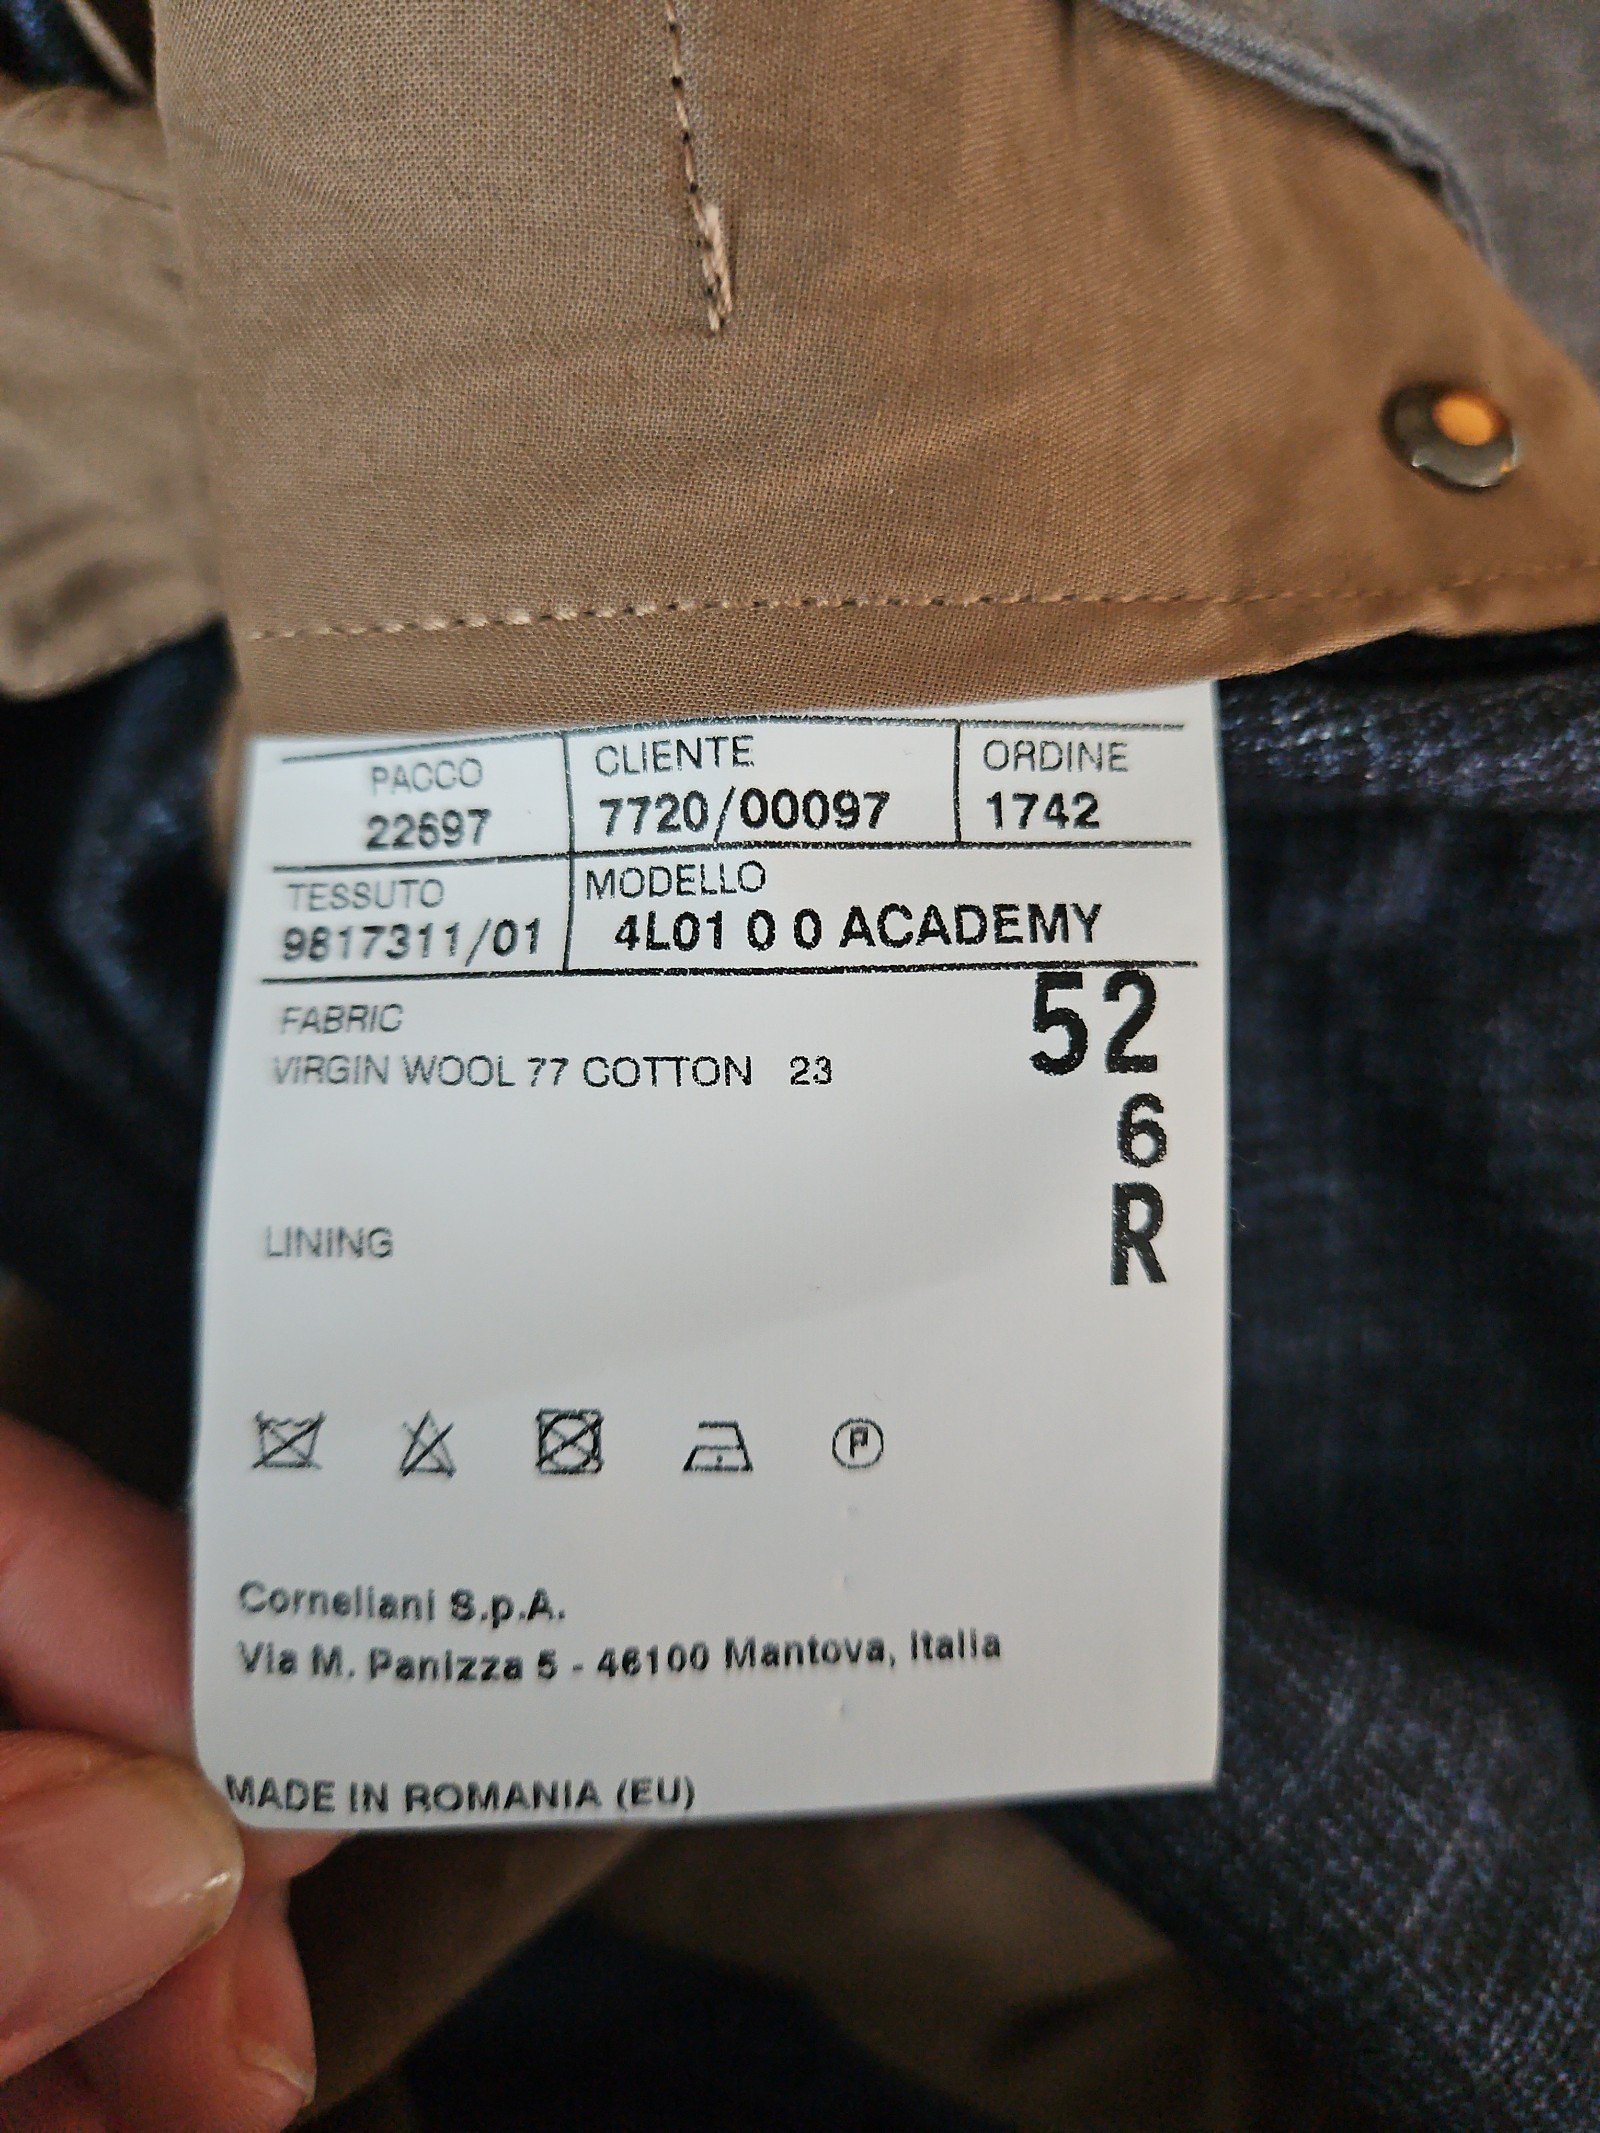 PACCO CLIENTE ORDINE
22697 7720/00097 1742
TESSUTO MODELLO
9817311/01 4L01 0 0 ACADEMY
FABRIC 52
VIRGIN WOOL 77 COTTON 23
6
R
LINING
P
Corneliani S.p.A.
Via M. Panizza 5 - 46100 Mantova, Italia
MADE IN ROMANIA (EU)